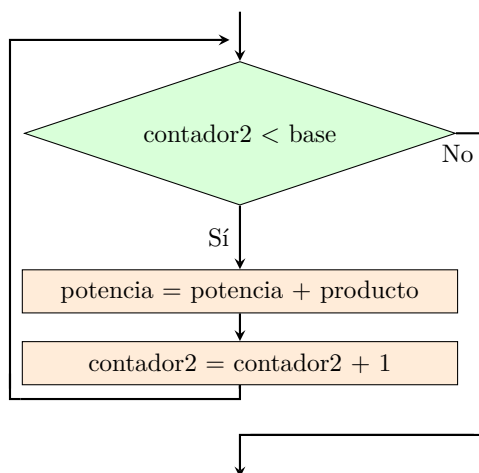 contador2 < base
No
Sí
potencia = potencia + producto
contador2 = contador2 + 1